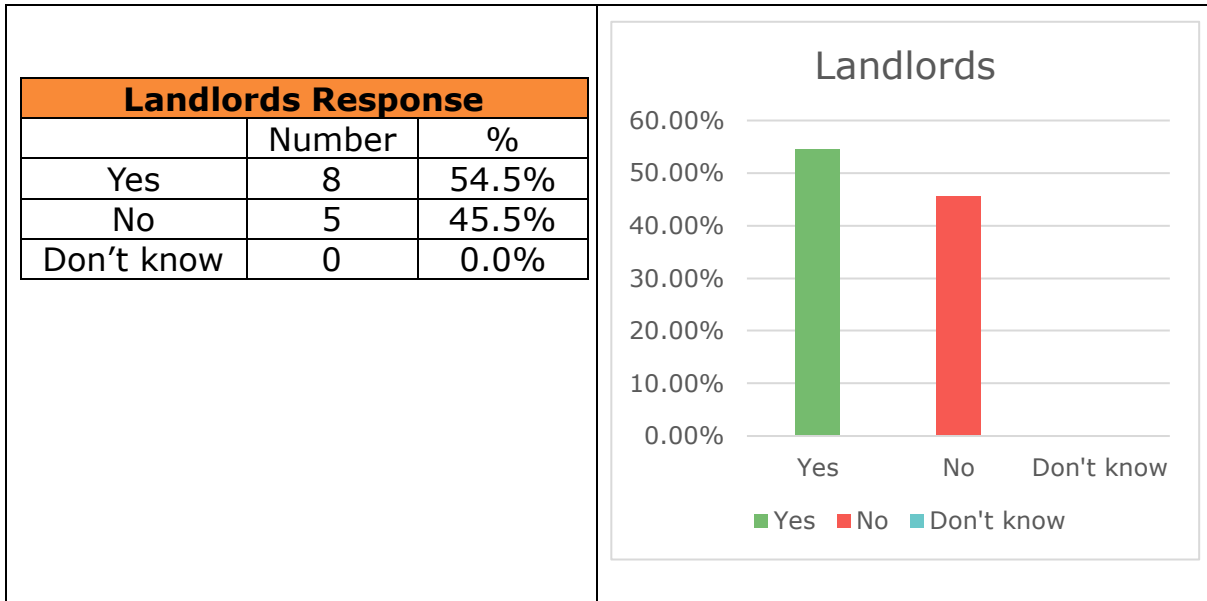 Landlords Response
Number %
Yes 8 54.5%
No 5 45.5%
Don’t know 0 0.0%
Landlords
60.00%
50.00%
40.00%
30.00%
20.00%
10.00%
0.00%
Yes No Don't know
Yes No Don't know